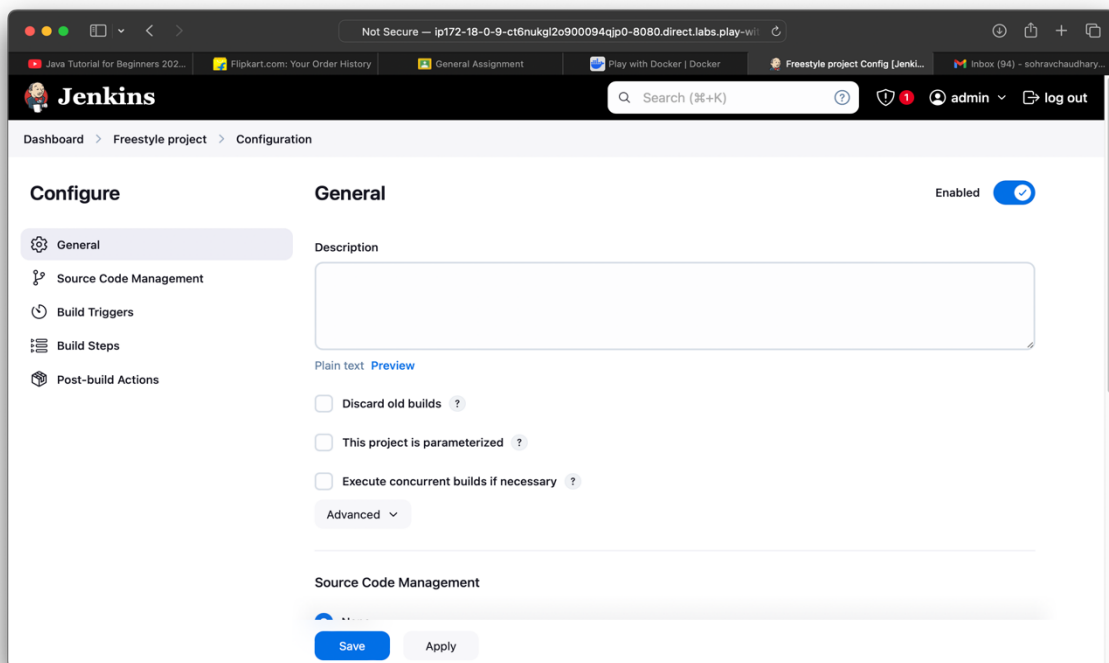 Not Secure — ip172-18-0-9-ct6nukgl2o900094qjp0-8080.direct.labs.play-wit
Java Tutorial for Beginners 202... Flipkart.com: Your Order History General Assignment Play with Docker | Docker Freestyle project Config [Jenki... Inbox (94) - sohravchaudhary...
Jenkins Search (⌘+K) ? 1 admin log out
Dashboard > Freestyle project > Configuration
Configure
General
Source Code Management
Build Triggers
Build Steps
Post-build Actions
General Enabled
Description
Plain text Preview
Discard old builds ?
This project is parameterized ?
Execute concurrent builds if necessary ?
Advanced
Source Code Management
Save Apply